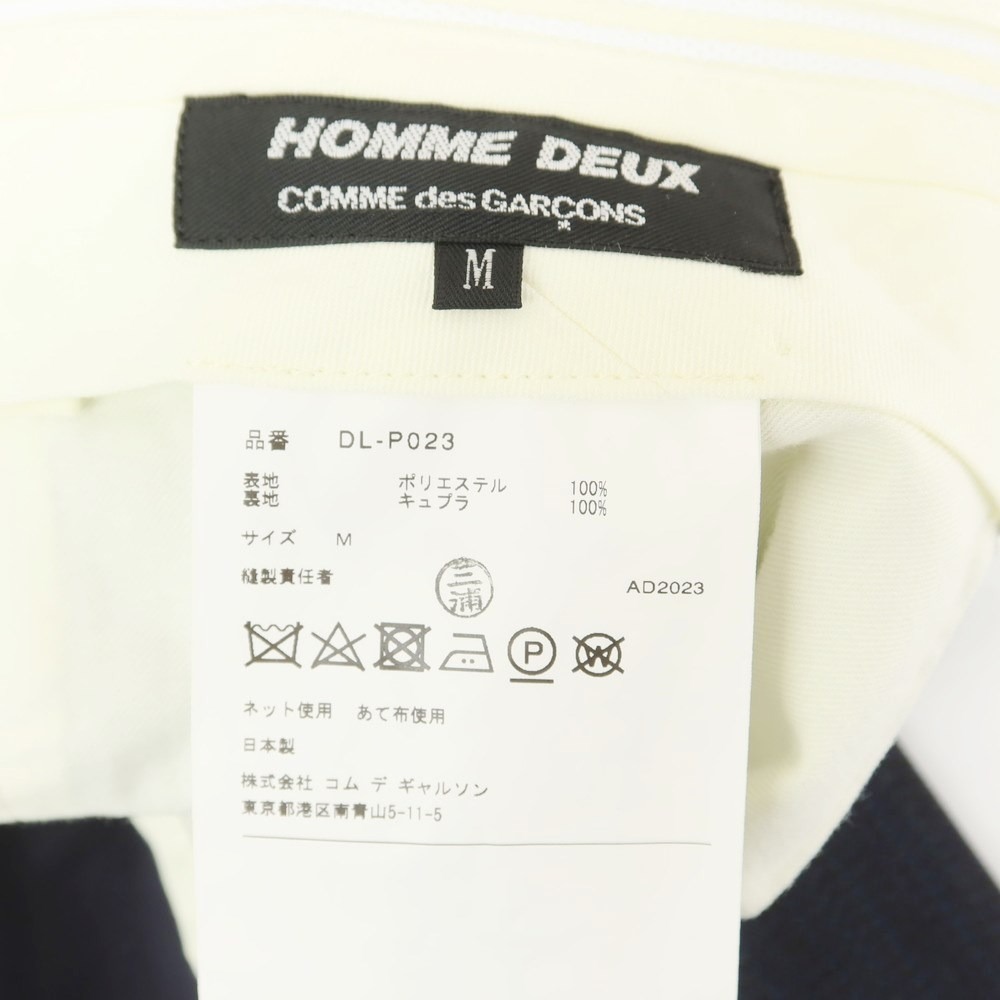 HOMME DEUX
COMME des GARÇONS
M
品番 DL-P023
表地 ポリエステル 100%
裏地 キュプラ 100%
サイズ M
縫製責任者 三浦 AD2023
P W
ネット使用 あて布使用
日本製
株式会社 コム デ ギャルソン
東京都港区南青山5-11-5